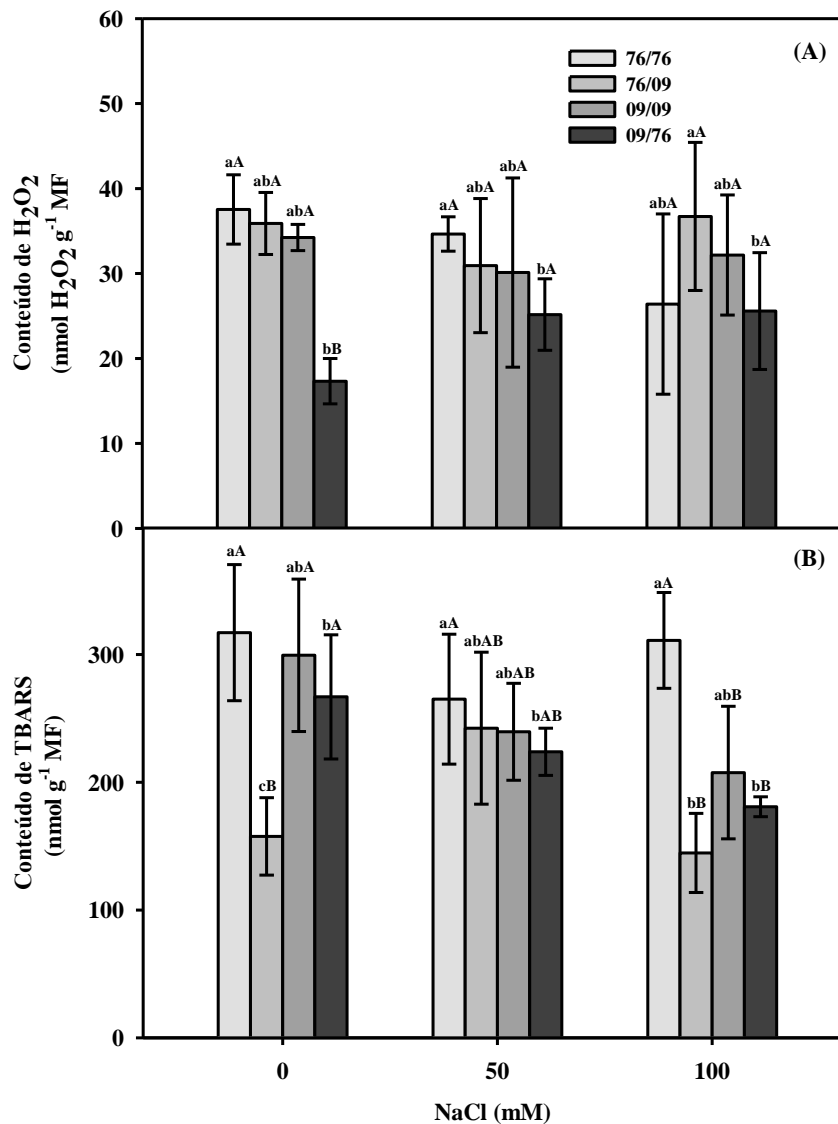 60
50
40
30
20
10
0
Conteúdo de H2O2
(nmol H2O2 g-1 MF
(A)
76/76
76/09
09/09
09/76
aA
abA
abA
bB
aA
abA
abA
bA
abA
aA
abA
bA
(B)
300
200
100
0
Conteúdo de TBARS
(nmol g-1 MF)
aA
cB
abA
bA
aA
abAB
abAB
bAB
aA
bB
abB
bB
0
50
100
NaCl (mM)